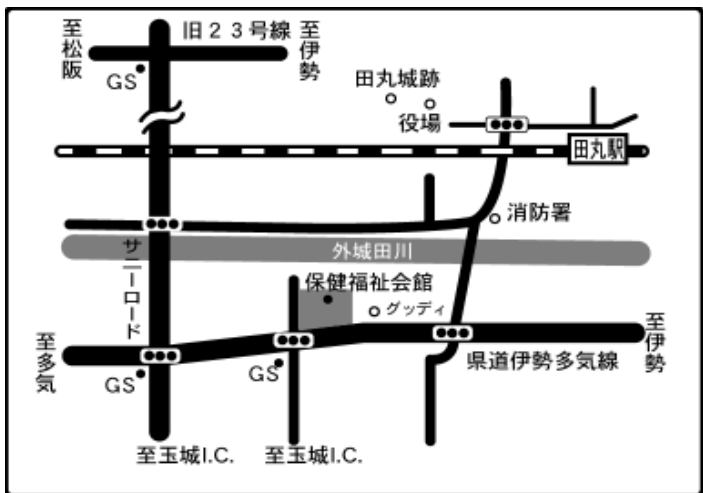 至松阪
旧２３号線
至伊勢
GS
田丸城跡
役場
田丸駅
消防署
サニーロード
外城田川
保健福祉会館
グッディ
至多気
至伊勢
県道伊勢多気線
GS
GS
至玉城I.C.
至玉城I.C.